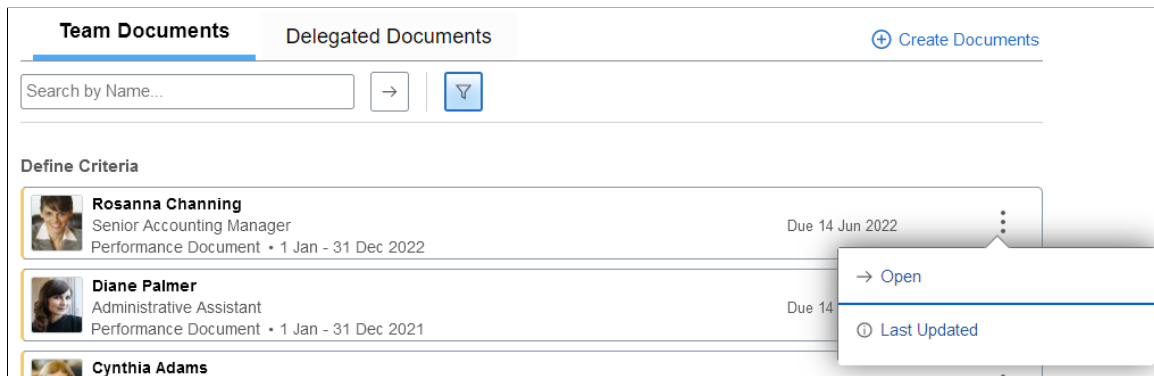 Team Documents
Delegated Documents
Create Documents
Search by Name...
Define Criteria
Rosanna Channing
Senior Accounting Manager
Due 14 Jun 2022
Performance Document • 1 Jan - 31 Dec 2022
Open
Diane Palmer
Administrative Assistant
Due 14
Performance Document • 1 Jan - 31 Dec 2021
Last Updated
Cynthia Adams